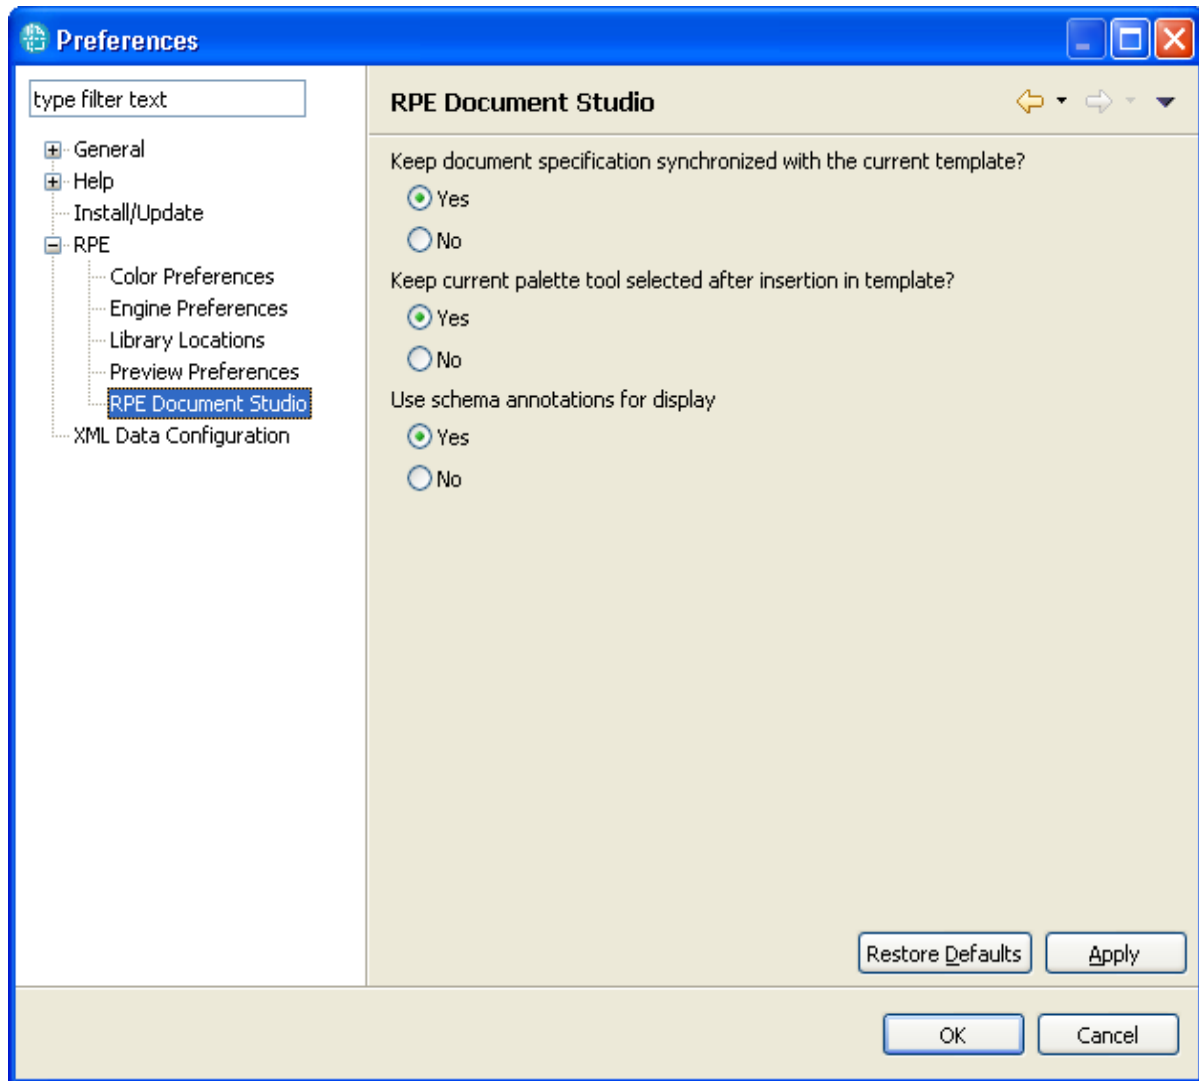 Preferences
type filter text
General
Help
Install/Update
RPE
Color Preferences
Engine Preferences
Library Locations
Preview Preferences
RPE Document Studio
XML Data Configuration
RPE Document Studio
Keep document specification synchronized with the current template?
Yes
No
Keep current palette tool selected after insertion in template?
Yes
No
Use schema annotations for display
Yes
No
Restore Defaults Apply
OK Cancel